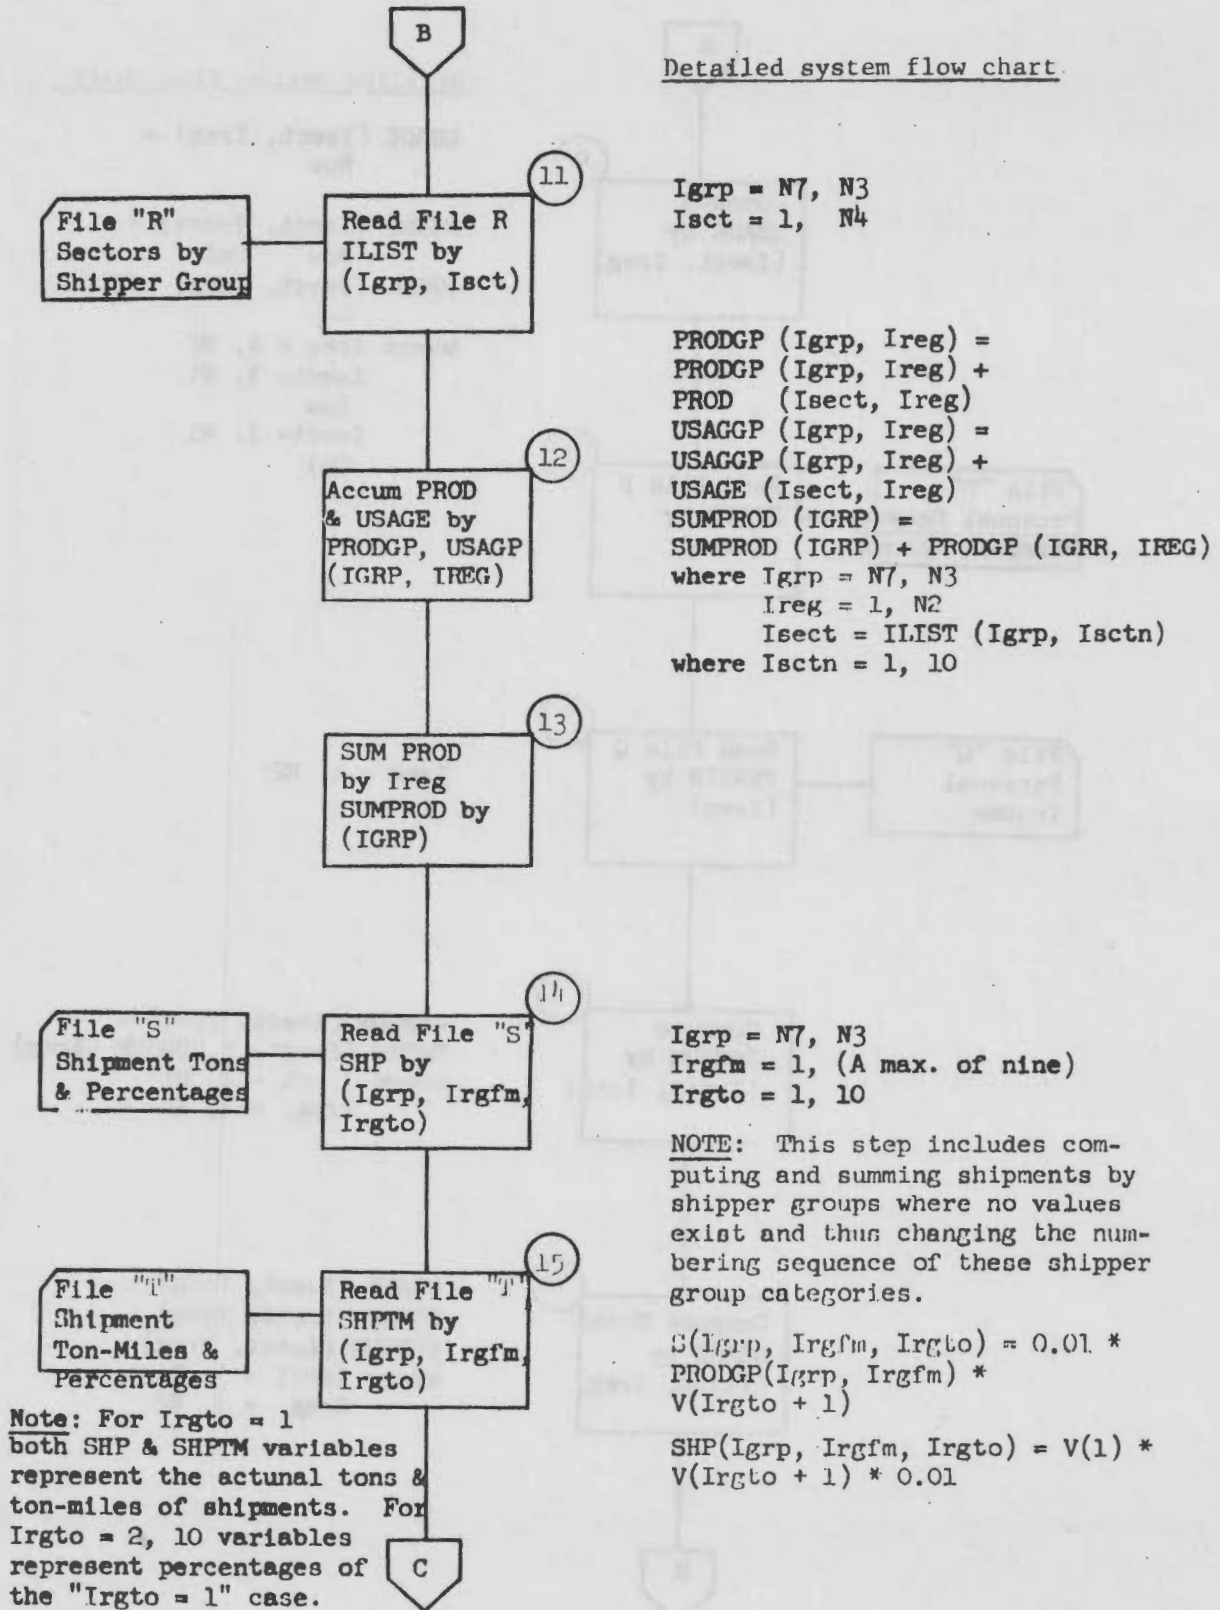 B
Detailed system flow chart
11
File "R"
Sectors by
Shipper Group
Read File R
ILIST by
(Igrp, Isct)
Igrp = N7, N3
Isct = 1, N4
12
Accum PROD
& USAGE by
PRODGP, USAGP
(IGRP, IREG)
PRODGP (Igrp, Ireg) =
PRODGP (Igrp, Ireg) +
PROD (Isect, Ireg)
USAGGP (Igrp, Ireg) =
USAGGP (Igrp, Ireg) +
USAGE (Isect, Ireg)
SUMPROD (IGRP) =
SUMPROD (IGRP) + PRODGP (IGRR, IREG)
where Igrp = N7, N3
Ireg = 1, N2
Isect = ILIST (Igrp, Isctn)
where Isctn = 1, 10
13
SUM PROD
by Ireg
SUMPROD by
(IGRP)
14
File "S"
Shipment Tons
& Percentages
Read File "S"
SHP by
(Igrp, Irgfm,
Irgto)
Igrp = N7, N3
Irgfm = 1, (A max. of nine)
Irgto = 1, 10
NOTE: This step includes com-
puting and summing shipments by
shipper groups where no values
exist and thus changing the num-
bering sequence of these shipper
group categories.
S(Igrp, Irgfm, Irgto) = 0.01 *
PRODGP(Igrp, Irgfm) *
V(Irgto + 1)
SHP(Igrp, Irgfm, Irgto) = V(1) *
V(Irgto + 1) * 0.01
15
File "T"
Shipment
Ton-Miles &
Percentages
Read File "T"
SHPTM by
(Igrp, Irgfm,
Irgto)
Note: For Irgto = 1
both SHP & SHPTM variables
represent the actunal tons &
ton-miles of shipments. For
Irgto = 2, 10 variables
represent percentages of
the "Irgto = 1" case.
C